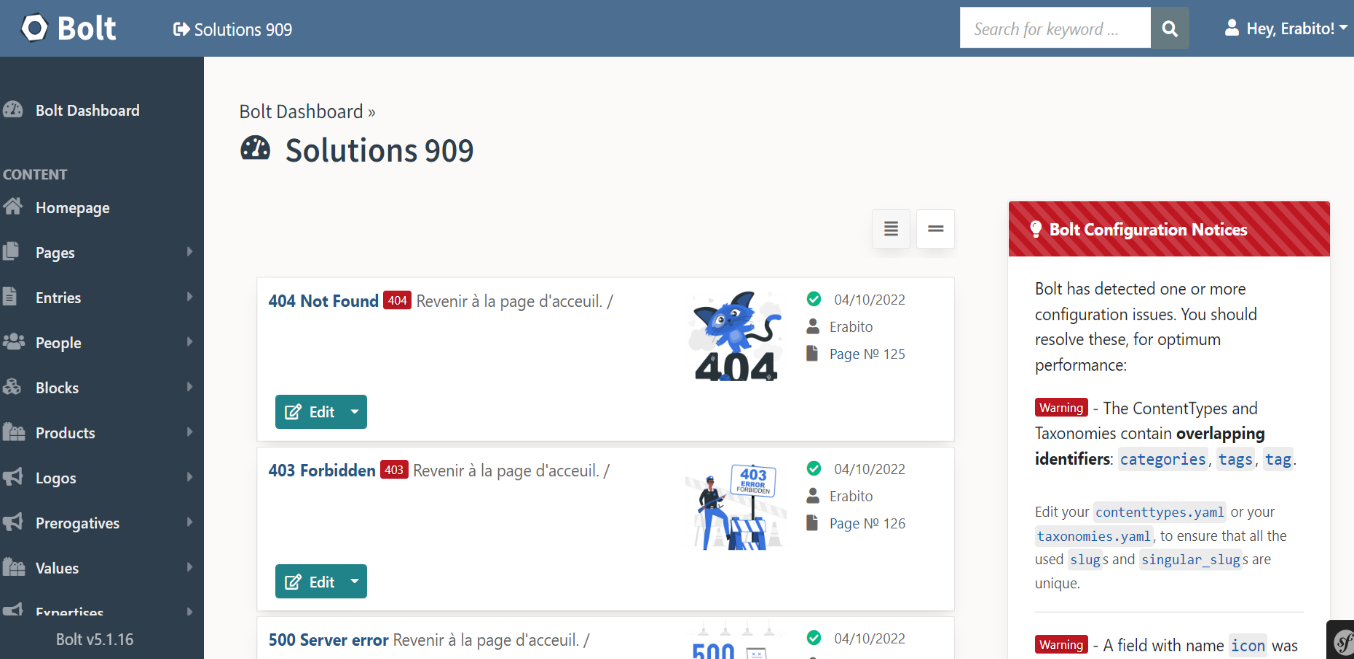 Bolt
Solutions 909
Search for keyword ...
Hey, Erabito!
Bolt Dashboard
CONTENT
Homepage
Pages
Entries
People
Blocks
Products
Logos
Prerogatives
Values
Expertises
Bolt v5.1.16
Bolt Dashboard »
Solutions 909
404 Not Found 404 Revenir à la page d'acceuil. /
404
04/10/2022
Erabito
Page № 125
Edit
403 Forbidden 403 Revenir à la page d'acceuil. /
403
ERROR
FORBIDDEN
04/10/2022
Erabito
Page № 126
Edit
500 Server error Revenir à la page d'acceuil. /
500
04/10/2022
Bolt Configuration Notices
Bolt has detected one or more
configuration issues. You should
resolve these, for optimum
performance:
Warning - The ContentTypes and
Taxonomies contain overlapping
identifiers: categories, tags, tag.
Edit your contenttypes.yaml or your
taxonomies.yaml, to ensure that all the
used slugs and singular_slugs are
unique.
Warning - A field with name icon was
sf